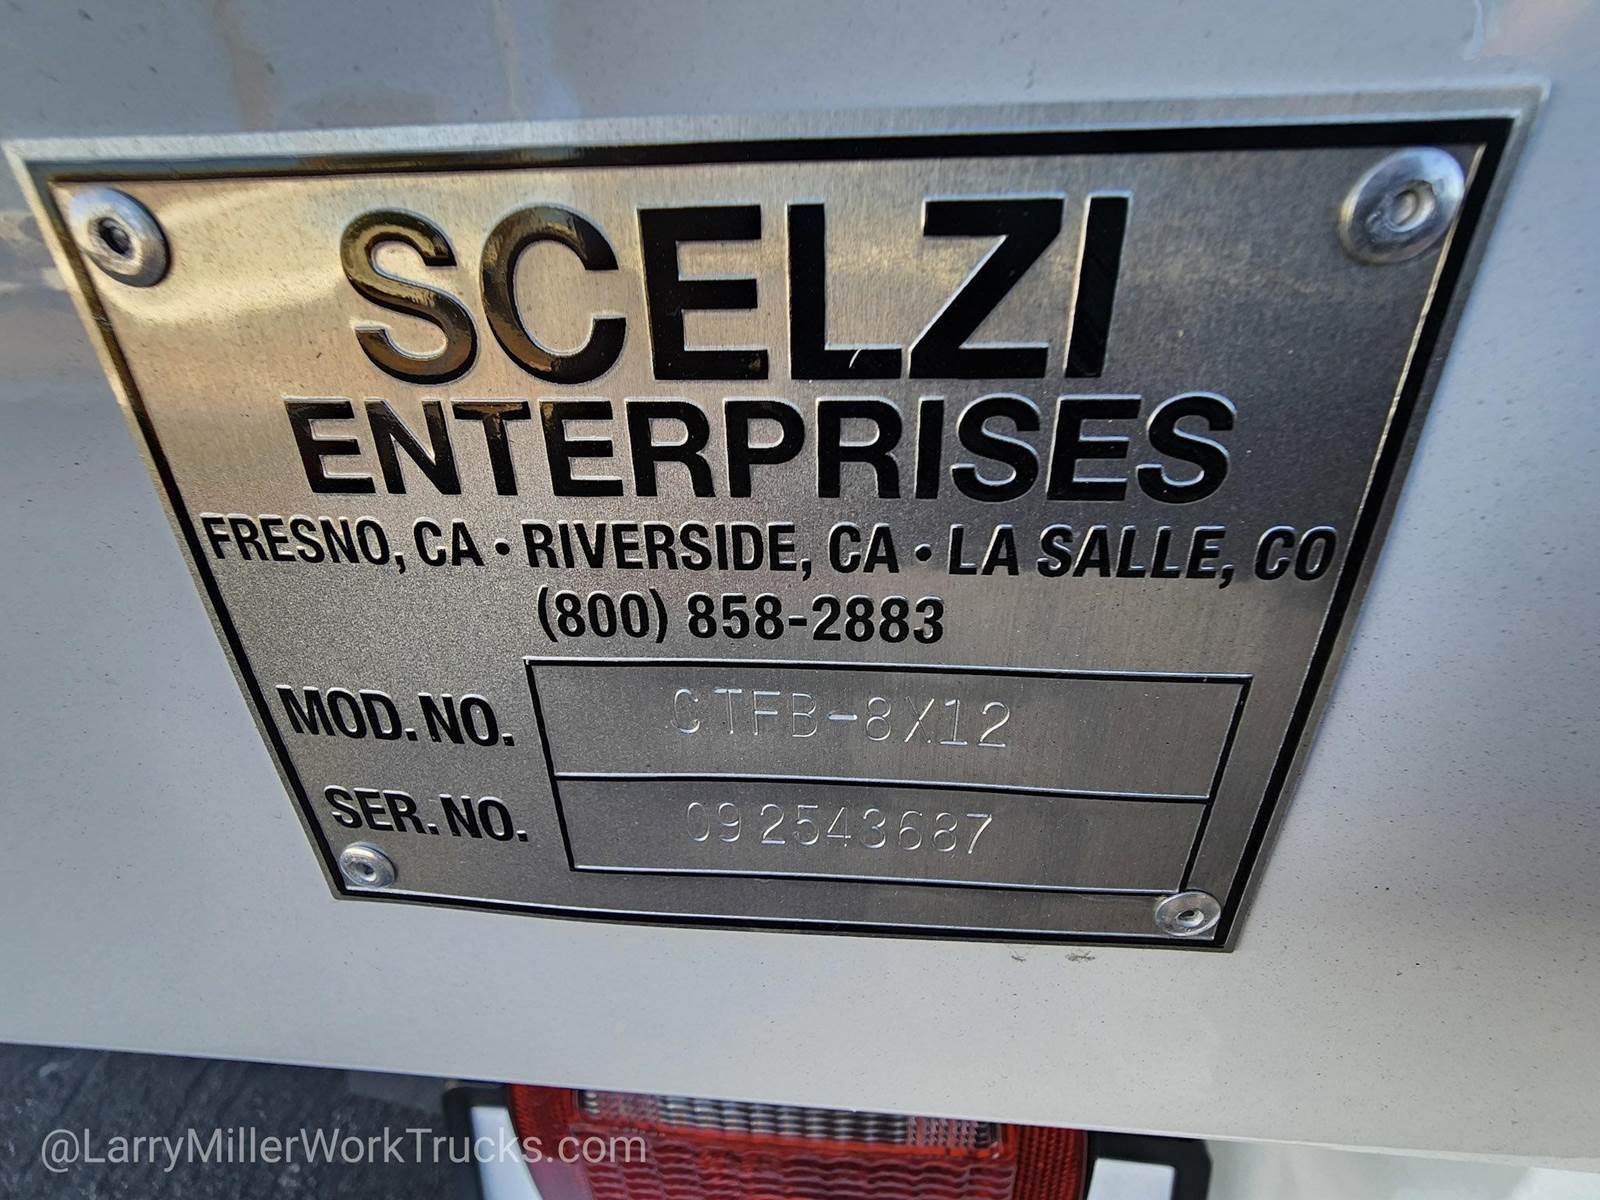 SCELZI
ENTERPRISES
FRESNO, CA • RIVERSIDE, CA • LA SALLE, CO
(800) 858-2883
MOD. NO. CTFB-8X12
SER. NO. 092543687
@LarryMillerWorkTrucks.com